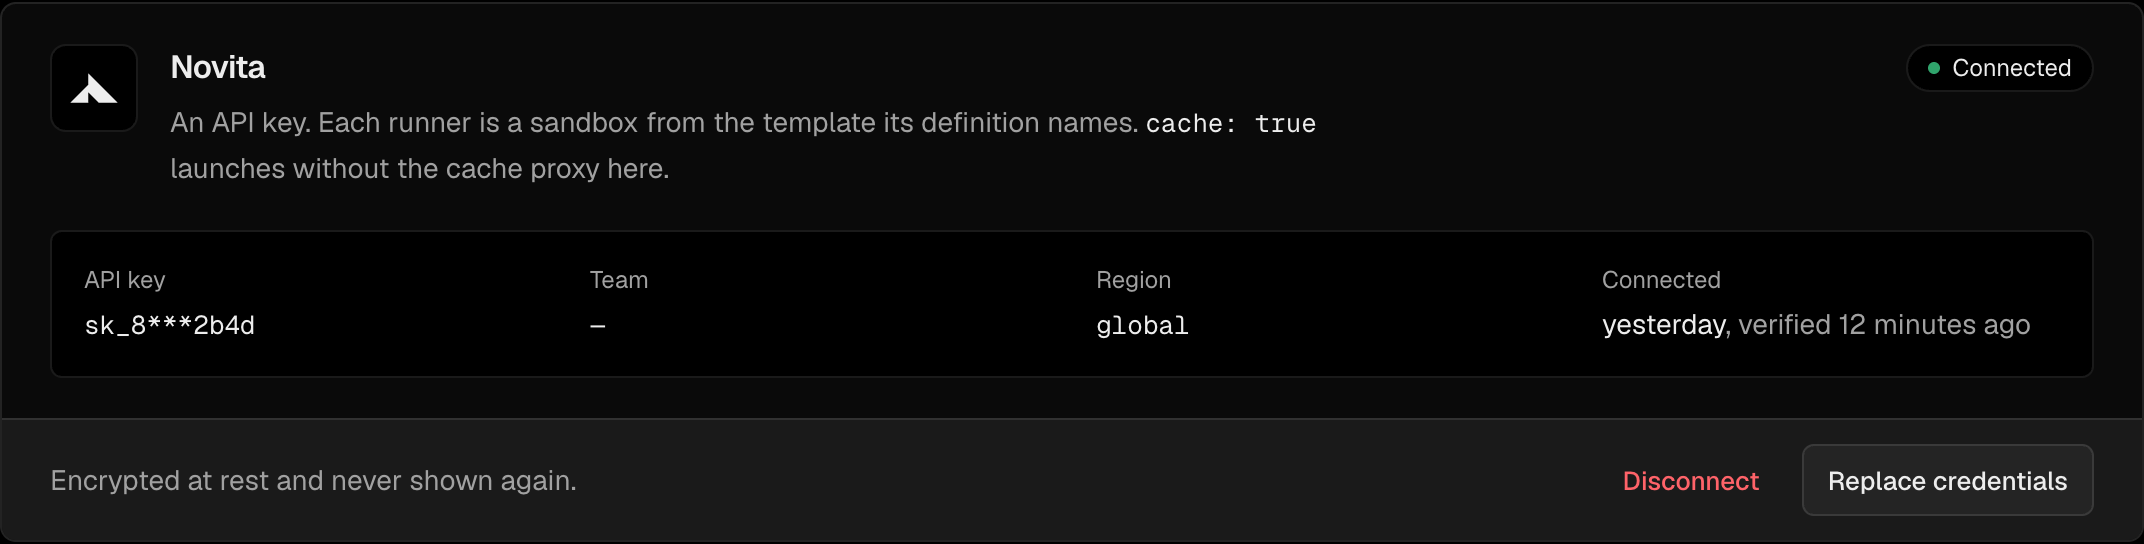 Novita
Connected
An API key. Each runner is a sandbox from the template its definition names. cache: true
launches without the cache proxy here.
API key
Team
Region
Connected
sk_8***2b4d
–
global
yesterday, verified 12 minutes ago
Encrypted at rest and never shown again.
Disconnect
Replace credentials